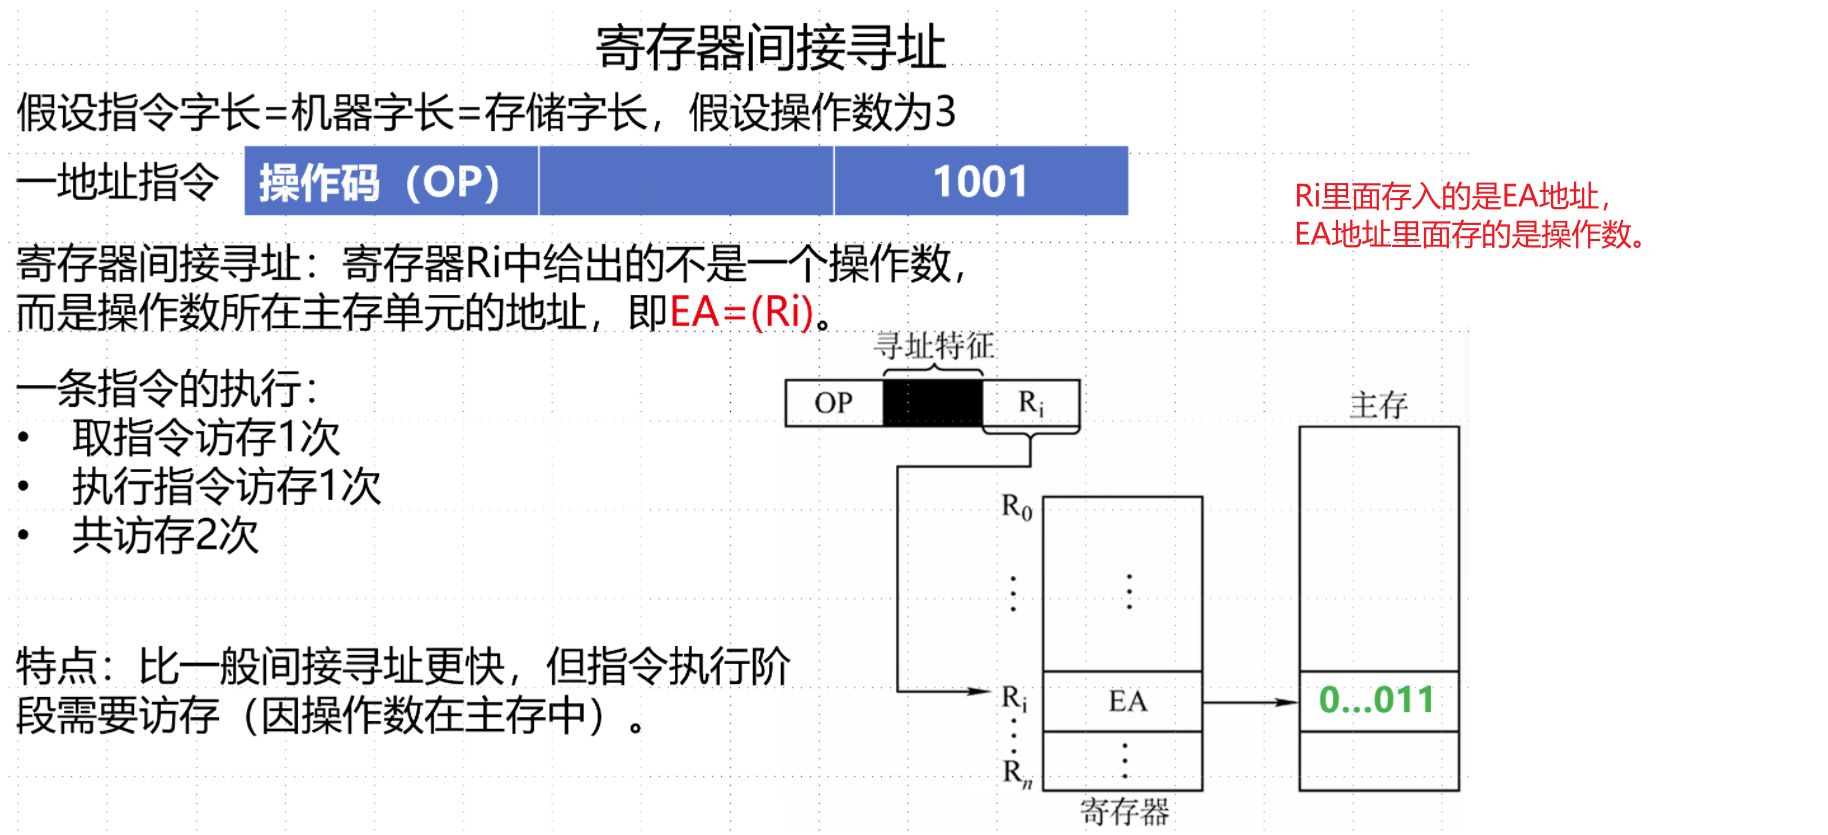 寄存器间接寻址
假设指令字长=机器字长=存储字长，假设操作数为3
一地址指令 操作码（OP） 1001
Ri里面存入的是EA地址，
EA地址里面存的是操作数。
寄存器间接寻址：寄存器Ri中给出的不是一个操作数，
而是操作数所在主存单元的地址，即EA=(Ri)。
一条指令的执行：
• 取指令访存1次
• 执行指令访存1次
• 共访存2次
特点：比一般间接寻址更快，但指令执行阶
段需要访存（因操作数在主存中）。
寻址特征
OP Ri
主存
R0
⋮ ⋮
Ri EA 0...011
⋮ ⋮
Rn
寄存器